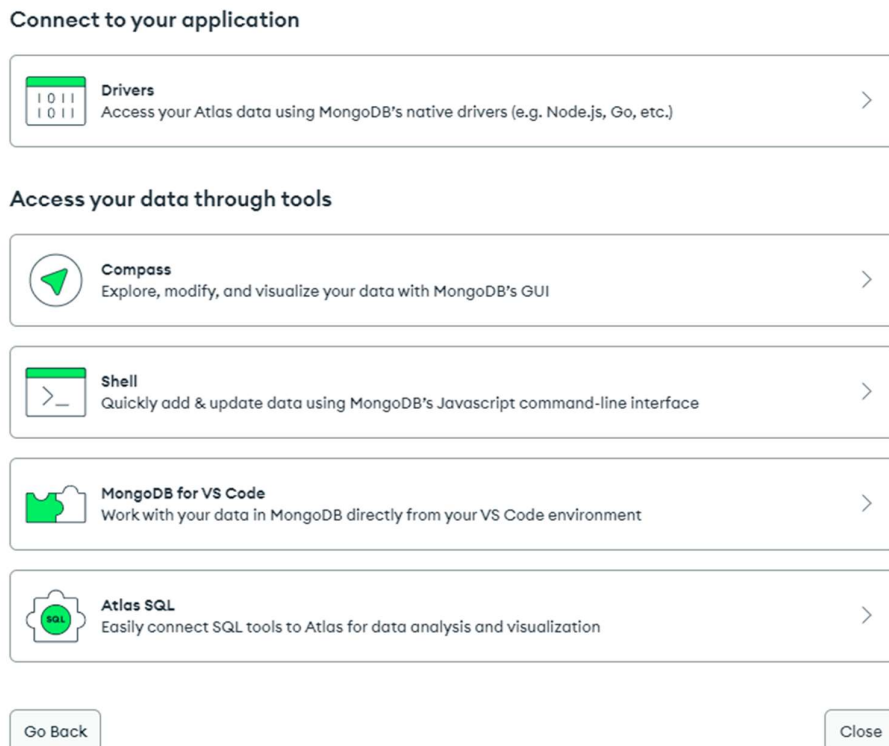 Connect to your application
1011
1011
Drivers
Access your Atlas data using MongoDB's native drivers (e.g. Node.js, Go, etc.)
Access your data through tools
Compass
Explore, modify, and visualize your data with MongoDB's GUI
>_
Shell
Quickly add & update data using MongoDB's Javascript command-line interface
MongoDB for VS Code
Work with your data in MongoDB directly from your VS Code environment
SQL
Atlas SQL
Easily connect SQL tools to Atlas for data analysis and visualization
Go Back
Close